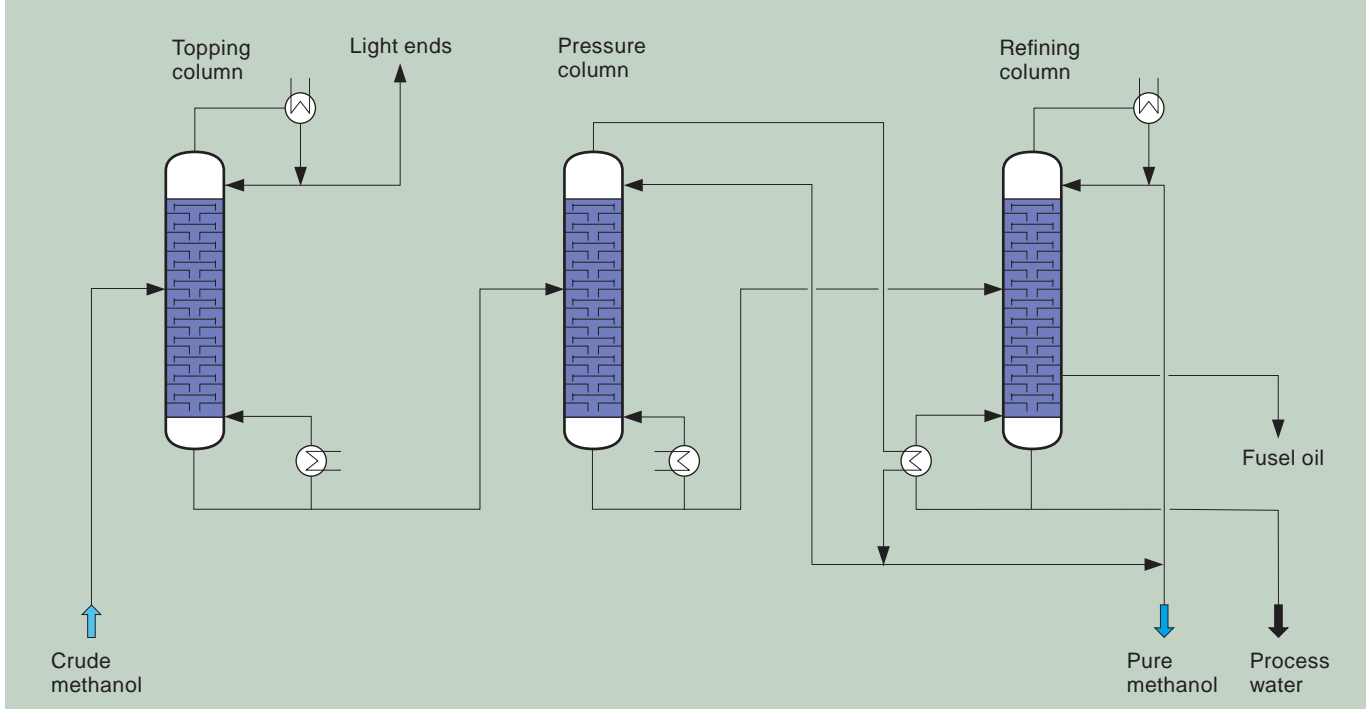 Topping
column
Light ends
Pressure
column
Refining
column
Fusel oil
Crude
methanol
Pure
methanol
Process
water